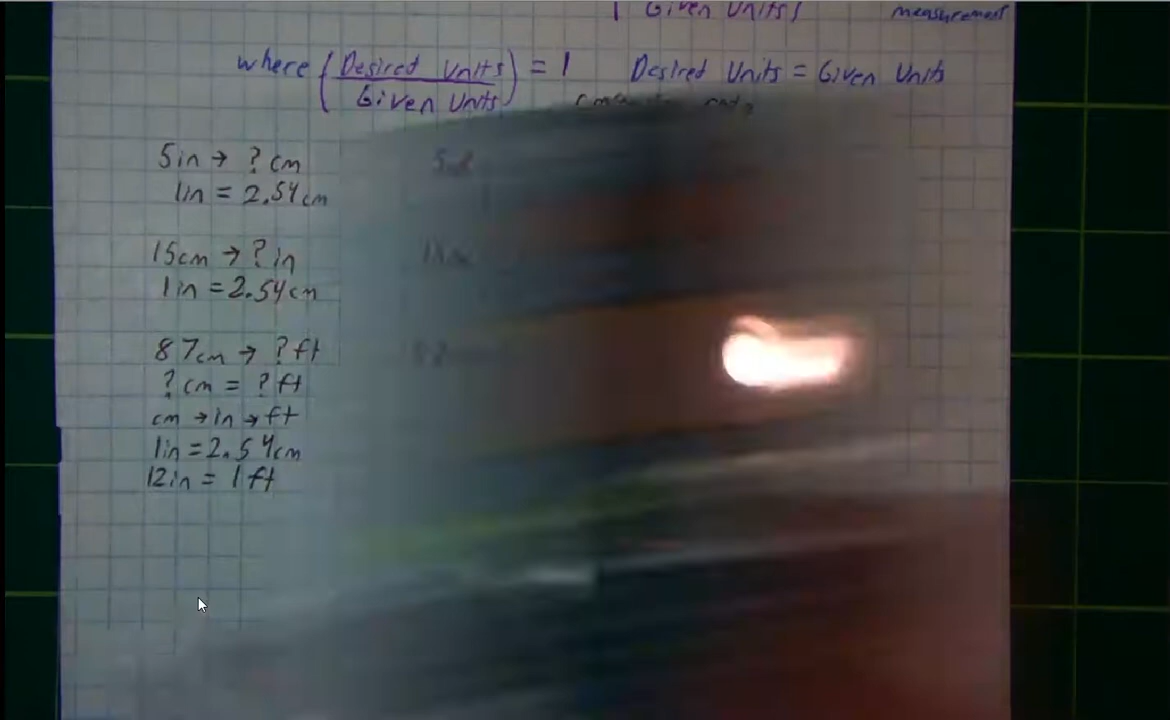 (Given Units) measurement
where (Desired Units / Given Units) = 1 Desired Units = Given Units
5in → ? cm
1in = 2.54cm
15cm → ? in
1in = 2.54cm
87cm → ? ft
? cm = ? ft
cm → in → ft
1in = 2.54cm
12in = 1ft